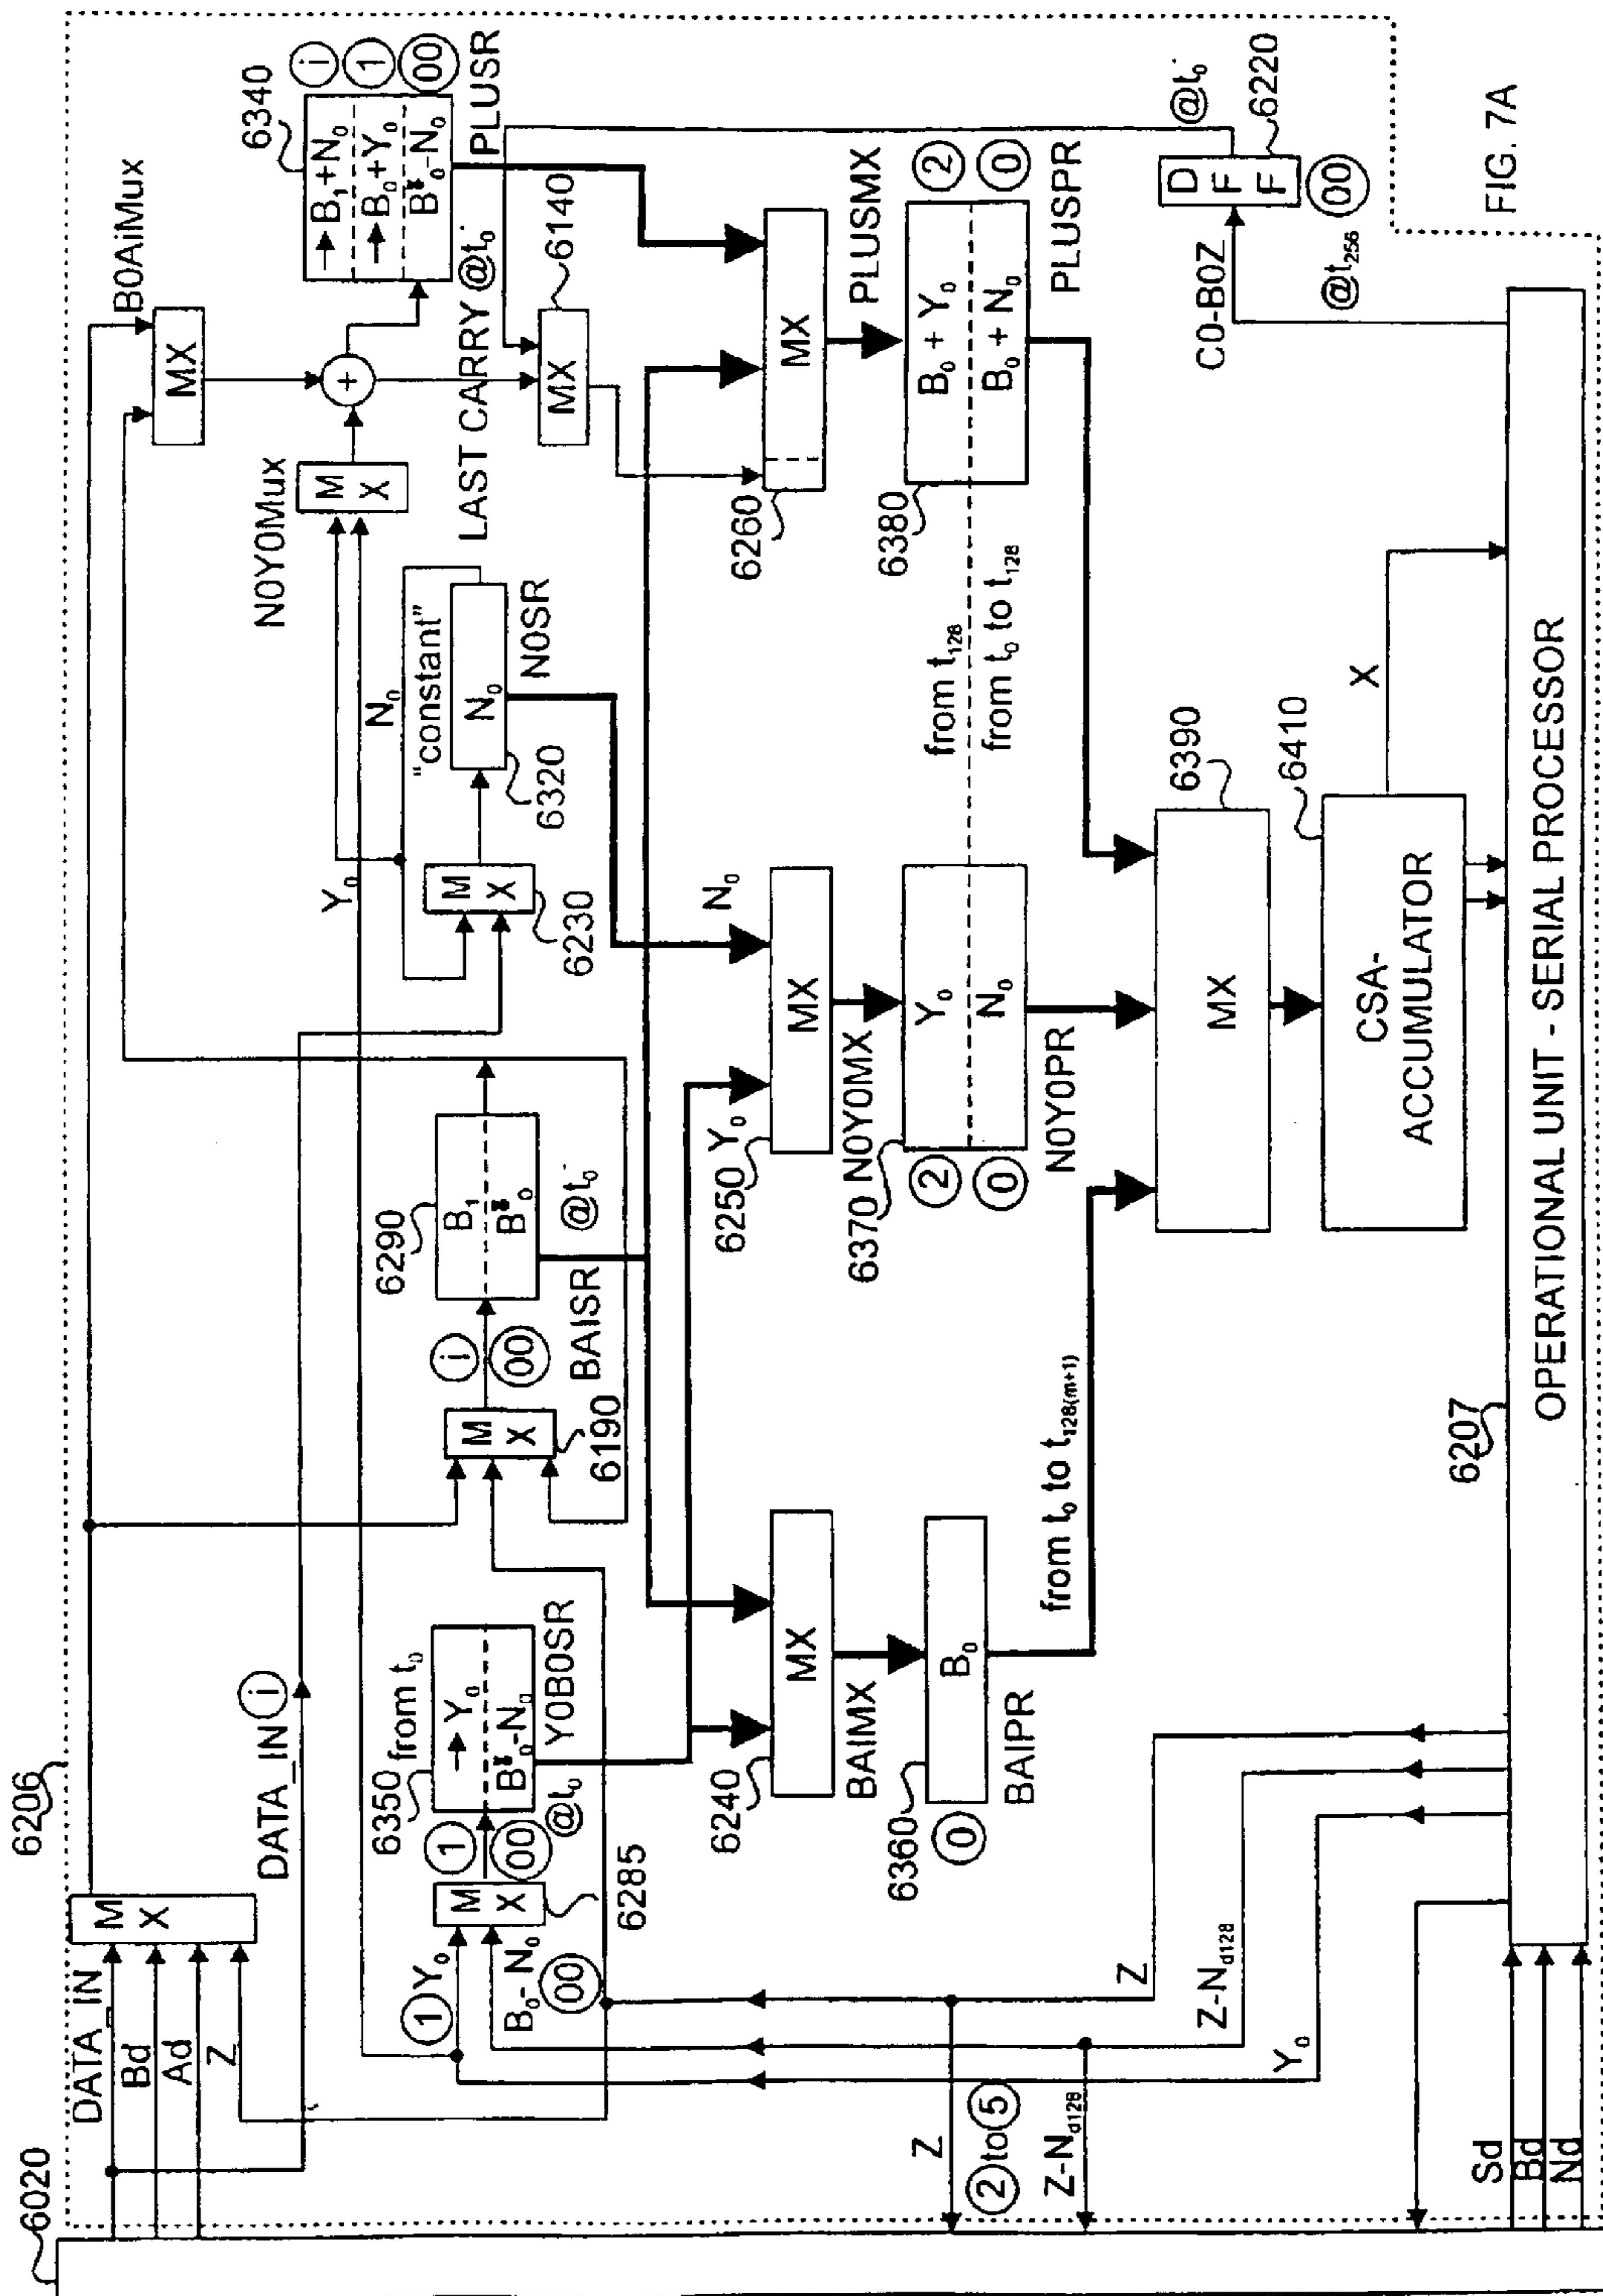 6020
6206
DATA_IN
Bd
Ad
Z
M
X
DATA_IN i
B0AiMux
MX
6340
→ B₁+N₀
→ B₀+Y₀
B₀*-N₀
i
1
00
PLUSR
N0Y0Mux
M
X
+
LAST CARRY @t₀-
MX
6140
Y₀
N₀
"constant"
N₀
N0SR
6320
M
X
6230
6290
B₁
B₀*
@t₀-
BAISR
i
00
M
X
6190
6350
from t₀
→ Y₀
B₀*-N₀
Y0B0SR
@t₀-
1
00
M
X
6285
1 Y₀
B₀-N₀
00
6240
MX
BAIMX
6250
Y₀
N₀
MX
N0Y0MX
6260
MX
PLUSMX
6360
0
B₀
BAIPR
6370
2
0
Y₀
N₀
N0Y0PR
from t₁₂₈
from t₀ to t₁₂₈
6380
B₀ + Y₀
B₀ + N₀
2
0
PLUSPR
from t₀ to t₁₂₈₍ₘ₊₁₎
6390
MX
6410
CSA-
ACCUMULATOR
X
C0-B0Z
@t₂₅₆
D
F
F
@t₀-
6220
00
Z
Z-N_d128
Y₀
Z
2 to 5
Z-N_d128
Sd
Bd
Nd
6207
OPERATIONAL UNIT - SERIAL PROCESSOR
FIG. 7A